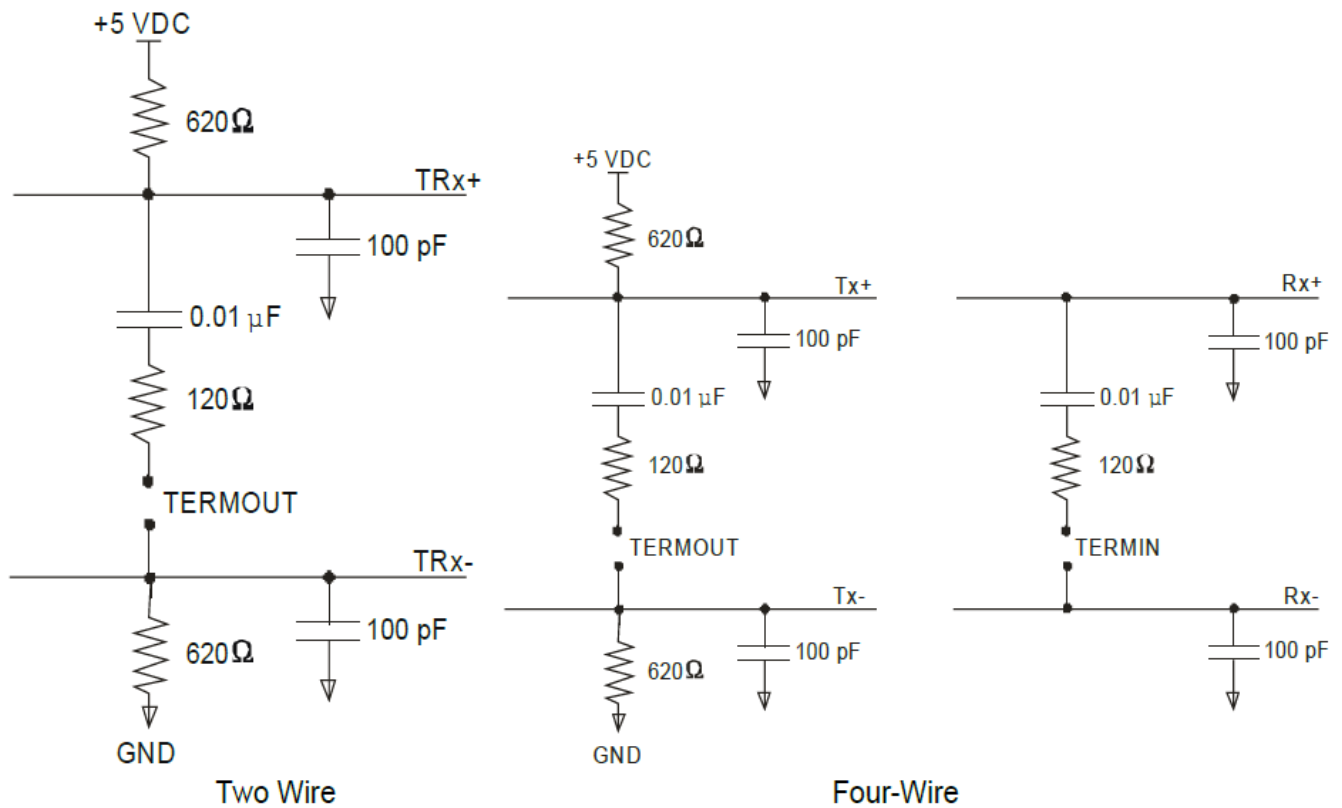 +5 VDC
620Ω
TRx+
100 pF
0.01 μF
120Ω
TERMOUT
TRx-
100 pF
620Ω
GND
Two Wire
+5 VDC
620Ω
Tx+
100 pF
0.01 μF
120Ω
TERMOUT
Tx-
100 pF
620Ω
GND
Rx+
100 pF
0.01 μF
120Ω
TERMIN
Rx-
100 pF
Four-Wire